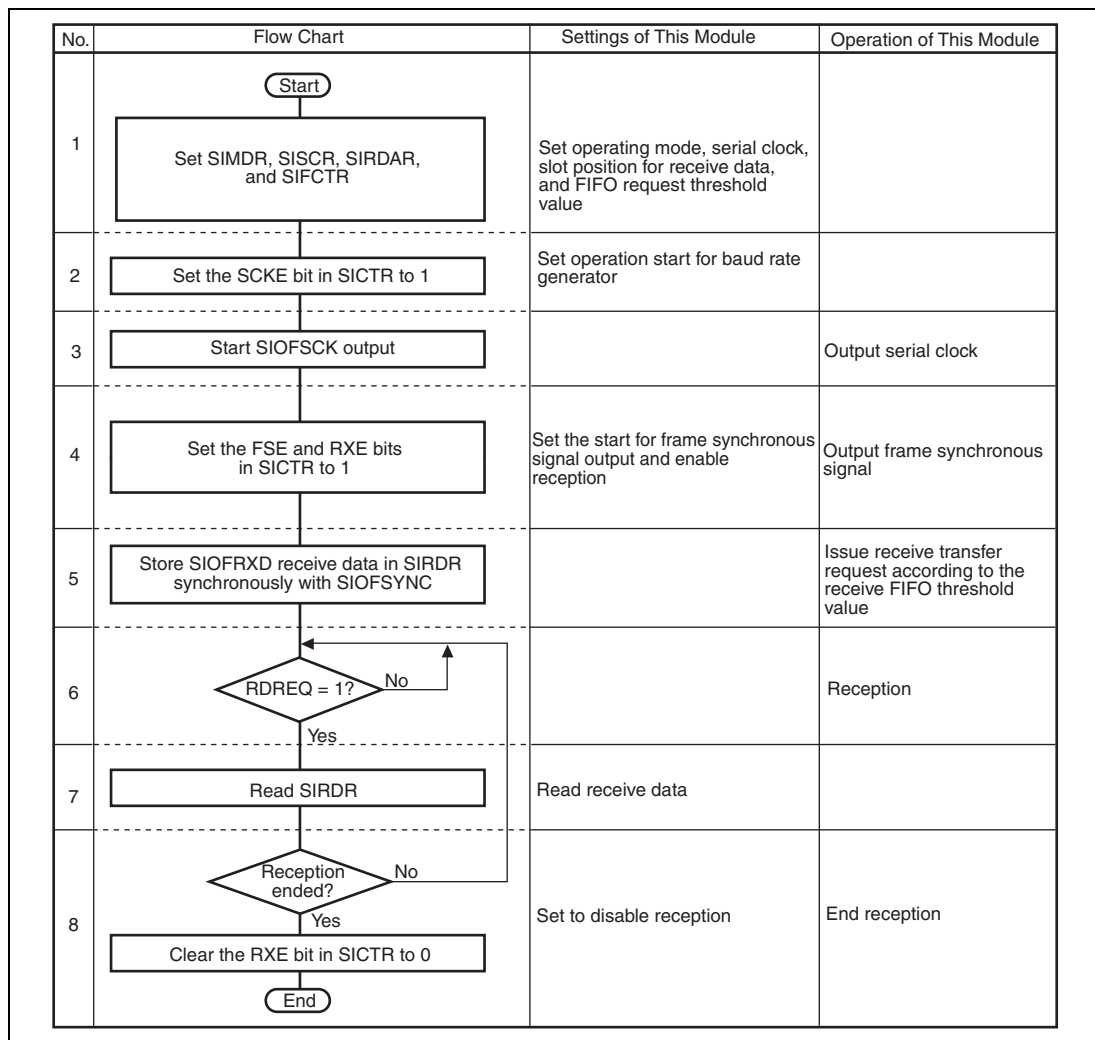 No.
Flow Chart
Settings of This Module
Operation of This Module
1
Start
Set SIMDR, SISCR, SIRDAR,
and SIFCTR
Set operating mode, serial clock,
slot position for receive data,
and FIFO request threshold
value
2
Set the SCKE bit in SICTR to 1
Set operation start for baud rate
generator
3
Start SIOFSCK output
Output serial clock
4
Set the FSE and RXE bits
in SICTR to 1
Set the start for frame synchronous
signal output and enable
reception
Output frame synchronous
signal
5
Store SIOFRXD receive data in SIRDR
synchronously with SIOFSYNC
Issue receive transfer
request according to the
receive FIFO threshold
value
6
RDREQ = 1?
No
Yes
Reception
7
Read SIRDR
Read receive data
8
Reception
ended?
No
Yes
Clear the RXE bit in SICTR to 0
End
Set to disable reception
End reception